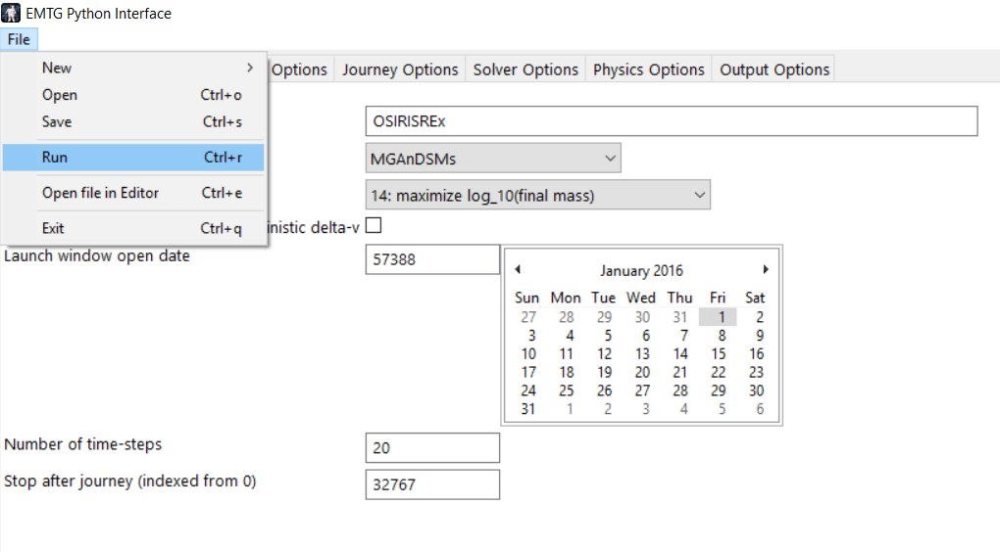 EMTG Python Interface
File
New
Open Ctrl+o
Save Ctrl+s
Run Ctrl+r
Open file in Editor Ctrl+e
Exit Ctrl+q
Options Journey Options Solver Options Physics Options Output Options
OSIRISREx
MGAnDSMs
14: maximize log_10(final mass)
inistic delta-v
Launch window open date 57388
January 2016
Sun Mon Tue Wed Thu Fri Sat
27 28 29 30 31 1 2
3 4 5 6 7 8 9
10 11 12 13 14 15 16
17 18 19 20 21 22 23
24 25 26 27 28 29 30
31 1 2 3 4 5 6
Number of time-steps 20
Stop after journey (indexed from 0) 32767